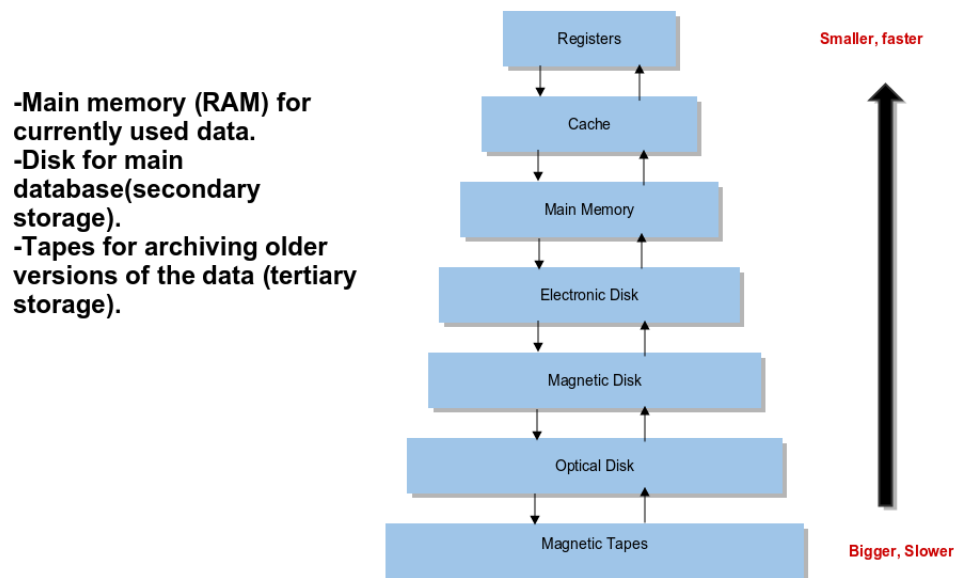 -Main memory (RAM) for
currently used data.
-Disk for main
database(secondary
storage).
-Tapes for archiving older
versions of the data (tertiary
storage).
Registers
Cache
Main Memory
Electronic Disk
Magnetic Disk
Optical Disk
Magnetic Tapes
Smaller, faster
Bigger, Slower